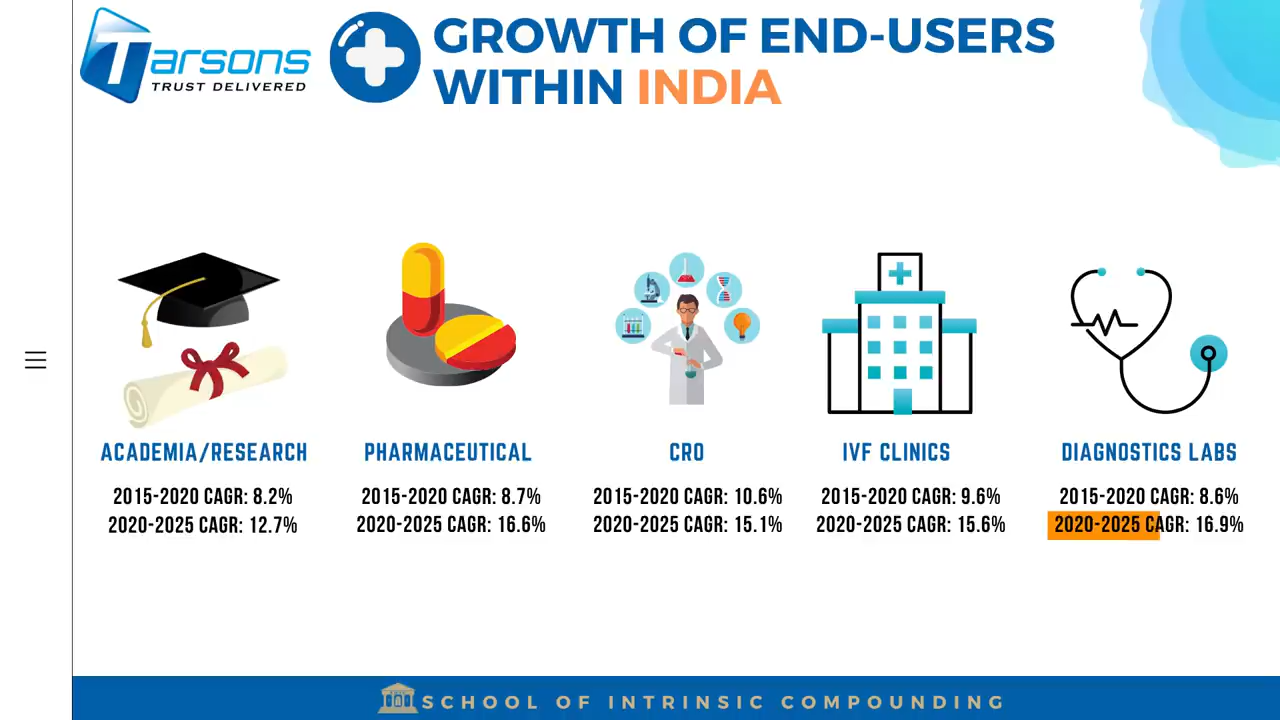 Tarsons
TRUST DELIVERED
GROWTH OF END-USERS
WITHIN INDIA
ACADEMIA/RESEARCH
2015-2020 CAGR: 8.2%
2020-2025 CAGR: 12.7%
PHARMACEUTICAL
2015-2020 CAGR: 8.7%
2020-2025 CAGR: 16.6%
CRO
2015-2020 CAGR: 10.6%
2020-2025 CAGR: 15.1%
IVF CLINICS
2015-2020 CAGR: 9.6%
2020-2025 CAGR: 15.6%
DIAGNOSTICS LABS
2015-2020 CAGR: 8.6%
2020-2025 CAGR: 16.9%
SCHOOL OF INTRINSIC COMPOUNDING